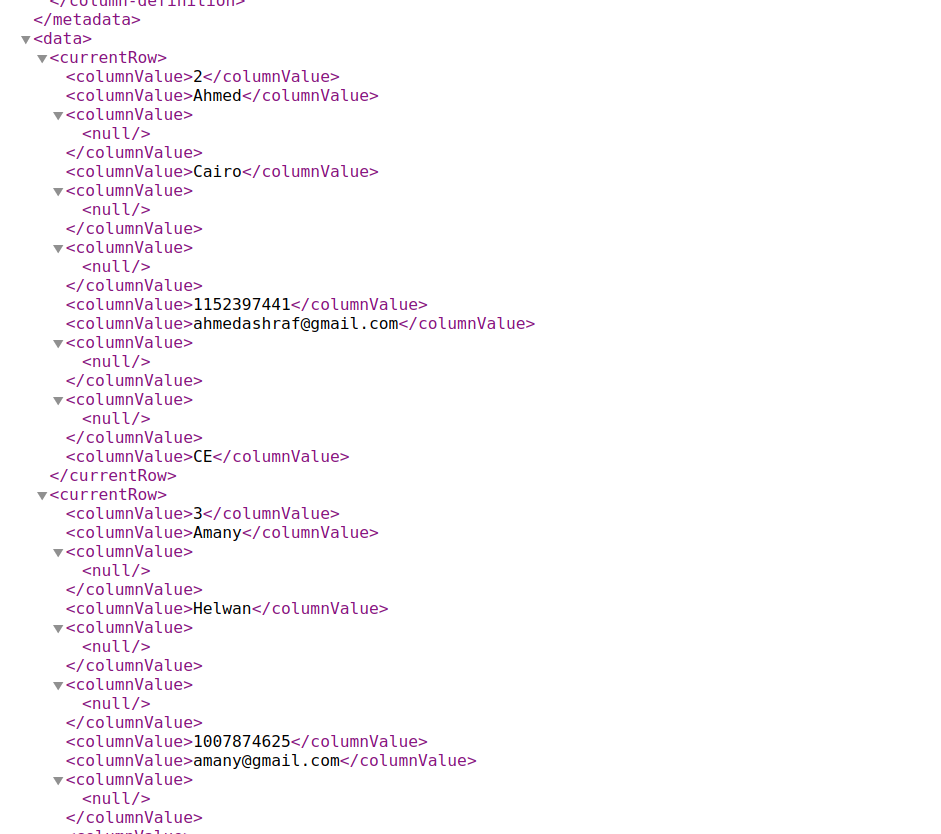 </column-definition>
</metadata>
<data>
<currentRow>
<columnValue>2</columnValue>
<columnValue>Ahmed</columnValue>
<columnValue>
<null/>
</columnValue>
<columnValue>Cairo</columnValue>
<columnValue>
<null/>
</columnValue>
<columnValue>
<null/>
</columnValue>
<columnValue>1152397441</columnValue>
<columnValue>ahmedashraf@gmail.com</columnValue>
<columnValue>
<null/>
</columnValue>
<columnValue>
<null/>
</columnValue>
<columnValue>CE</columnValue>
</currentRow>
<currentRow>
<columnValue>3</columnValue>
<columnValue>Amany</columnValue>
<columnValue>
<null/>
</columnValue>
<columnValue>Helwan</columnValue>
<columnValue>
<null/>
</columnValue>
<columnValue>
<null/>
</columnValue>
<columnValue>1007874625</columnValue>
<columnValue>amany@gmail.com</columnValue>
<columnValue>
<null/>
</columnValue>
<columnValue>